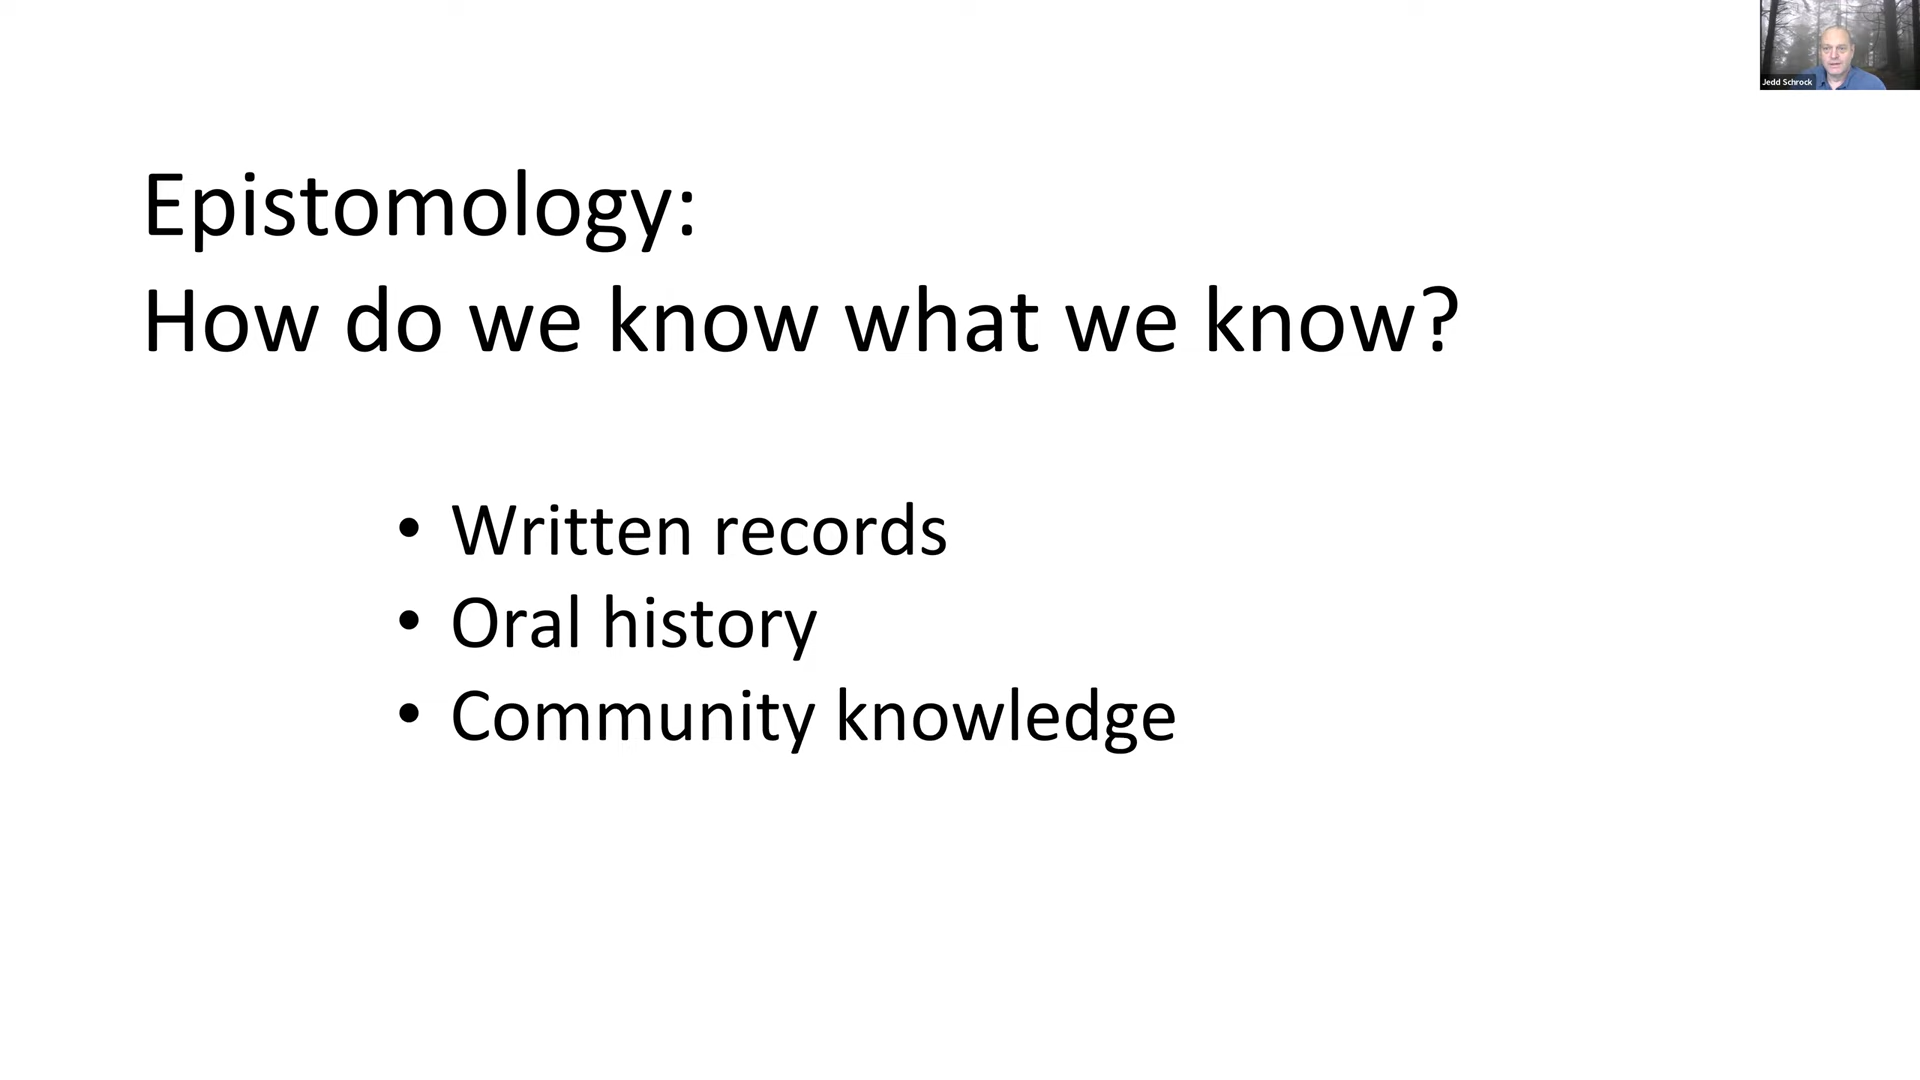 Jedd Schrock
Epistomology:
How do we know what we know?
• Written records
• Oral history
• Community knowledge